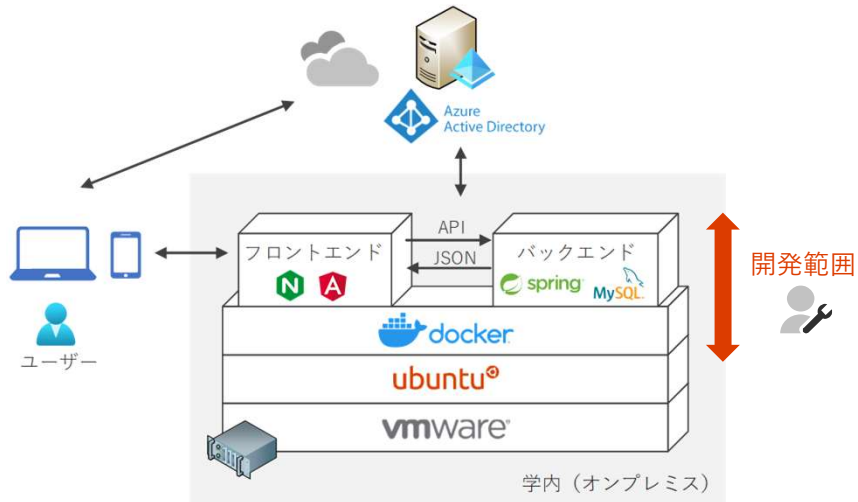 Azure
Active Directory
API
フロントエンド
バックエンド
JSON
N
A
spring
MySQL
開発範囲
docker
ユーザー
ubuntu
vmware
学内（オンプレミス）